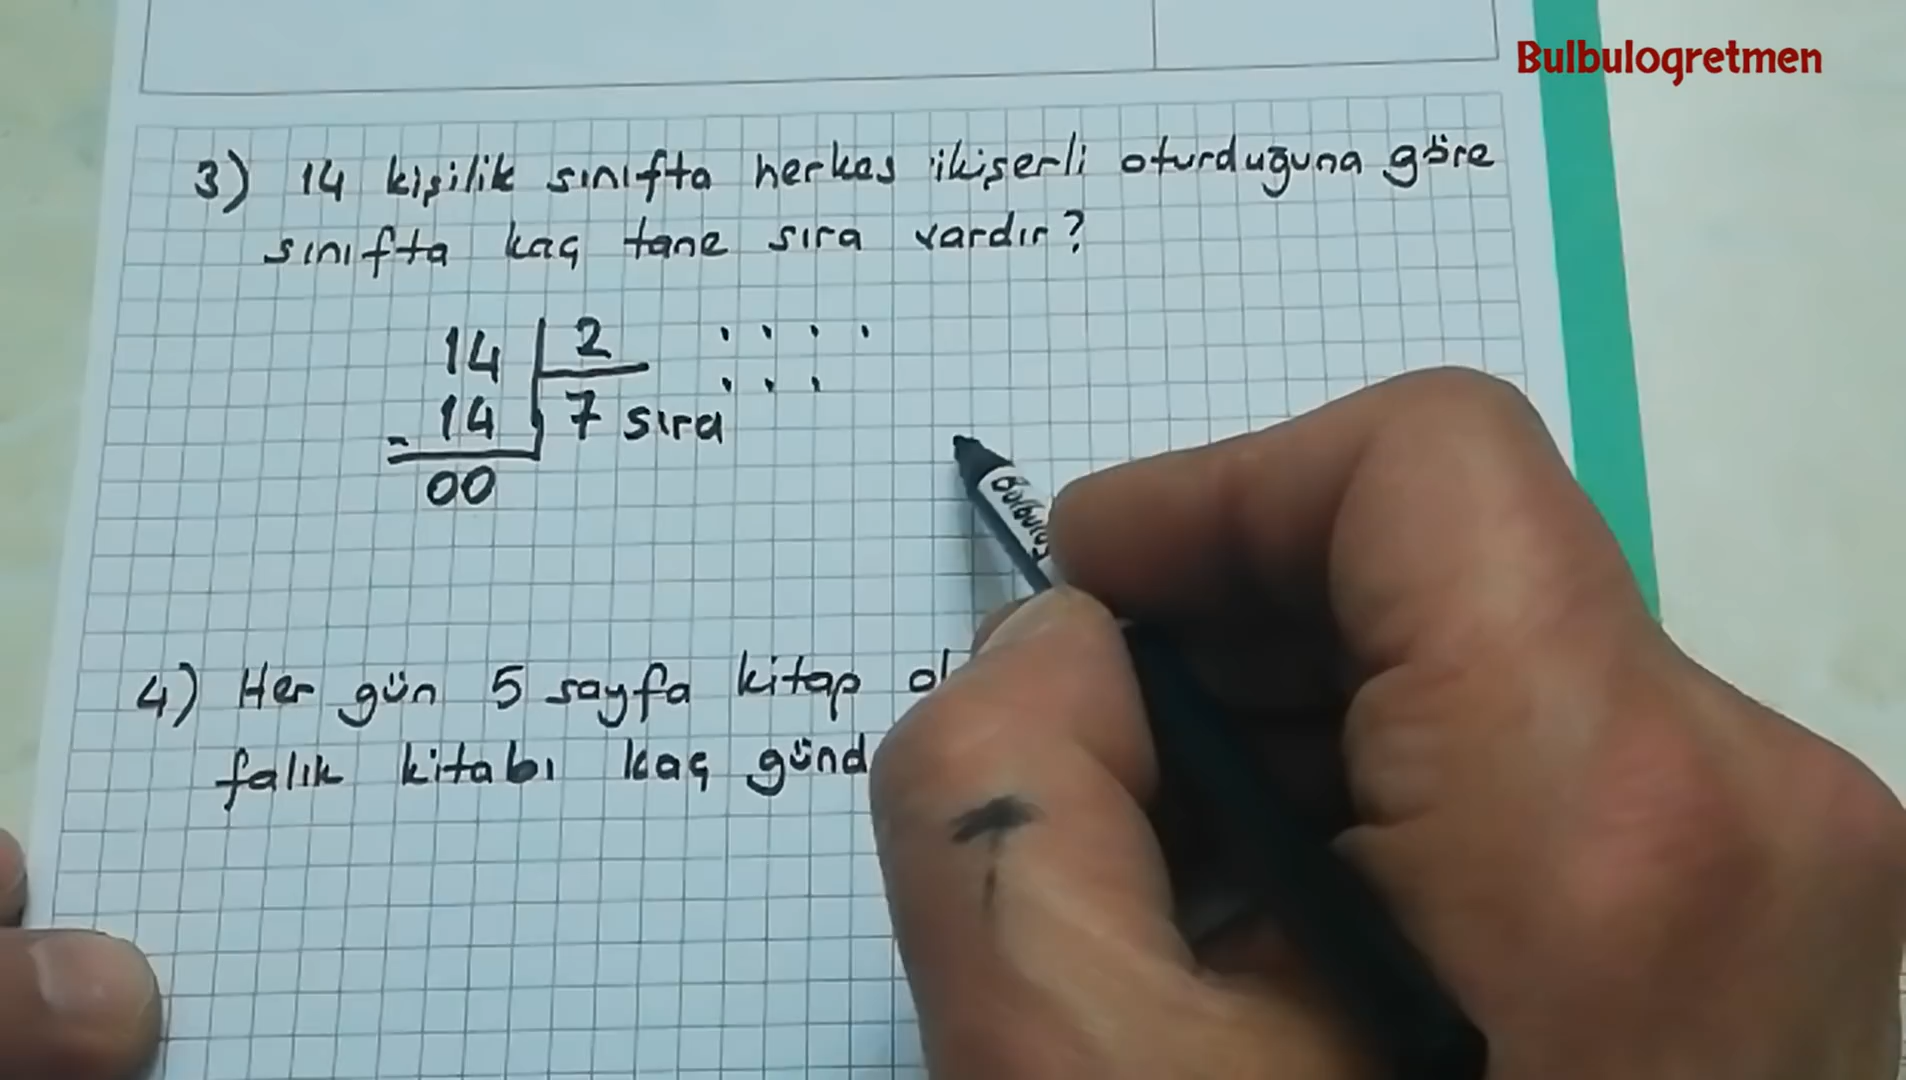 Bulbulogretmen
3) 14 kişilik sınıfta herkes ikişerli oturduğuna göre
sınıfta kaç tane sıra vardır?
14 2
- 14 7 sıra
00
4) Her gün 5 sayfa kitap
falık kitabı kaç